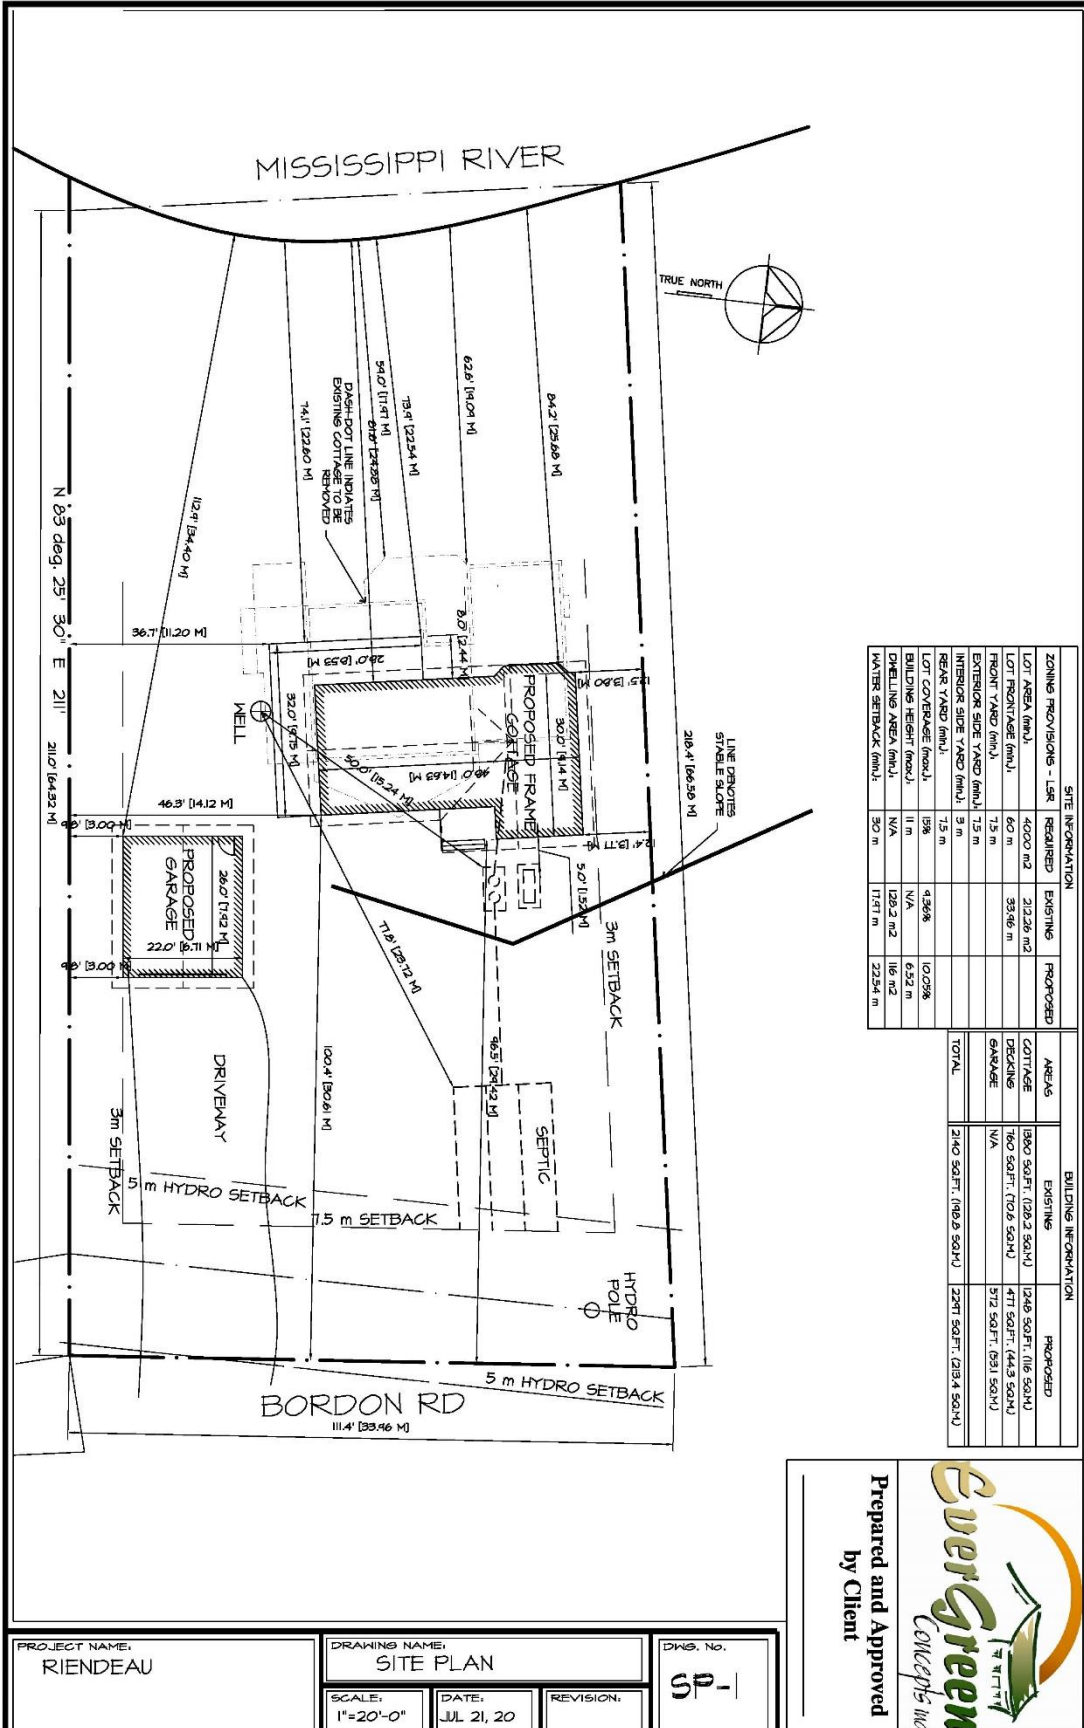 MISSISSIPPI RIVER
TRUE NORTH
84.2' [25.68 M]
62.6' [19.09 M]
73.9' [22.54 M]
59.0' [17.97 M]
74.1' [22.60 M]
112.9' [34.40 M]
DASH-DOT LINE INDIATES
EXISTING COTTAGE TO BE
REMOVED
N 83 deg. 25' 30" E 211'
211.0' [64.32 M]
218.4' [66.58 M]
LINE DENOTES
STABLE SLOPE
36.7' [11.20 M]
28.0' [8.53 M]
8.0' [2.44 M]
32.0' [9.75 M]
12.5' [3.80 M]
30.0' [9.14 M]
48.0' [14.63 M]
PROPOSED FRAME
COTTAGE
WELL
50.0' [15.24 M]
12.4' [3.77 M]
5.0' [1.52 M]
46.3' [14.12 M]
9.8' [3.00 M]
PROPOSED
GARAGE
26.0' [7.92 M]
22.0' [6.71 M]
9.8' [3.00 M]
77.8' [23.72 M]
3m SETBACK
96.5' [29.42 M]
100.4' [30.61 M]
SEPTIC
DRIVEWAY
3m SETBACK
5 m HYDRO SETBACK
7.5 m SETBACK
HYDRO
POLE
5 m HYDRO SETBACK
BORDON RD
111.4' [33.96 M]
SITE INFORMATION
ZONING PROVISIONS - LSR REQUIRED EXISTING PROPOSED
LOT AREA (min.): 4000 m2 2122.6 m2
LOT FRONTAGE (min.): 60 m 33.96 m
FRONT YARD (min.): 7.5 m
EXTERIOR SIDE YARD (min.): 7.5 m
INTERIOR SIDE YARD (min.): 3 m
REAR YARD (min.): 7.5 m
LOT COVERAGE (max.): 15% 9.36% 10.05%
BUILDING HEIGHT (max.): 11 m N/A 6.52 m
DWELLING AREA (min.): N/A 128.2 m2 116 m2
WATER SETBACK (min.): 30 m 17.97 m 22.54 m
BUILDING INFORMATION
AREAS EXISTING PROPOSED
COTTAGE 1380 SQ.FT. (128.2 SQ.M.) 1248 SQ.FT. (116 SQ.M.)
DECKING 760 SQ.FT. (70.6 SQ.M.) 477 SQ.FT. (44.3 SQ.M.)
GARAGE N/A 572 SQ.FT. (53.1 SQ.M.)
TOTAL 2140 SQ.FT. (198.8 SQ.M.) 2297 SQ.FT. (213.4 SQ.M.)
EverGreen
Concepts Inc
Prepared and Approved
by Client
PROJECT NAME:
RIENDEAU
DRAWING NAME:
SITE PLAN
SCALE:
1"=20'-0"
DATE:
JUL 21, 20
REVISION:
DWG. No.
SP-1